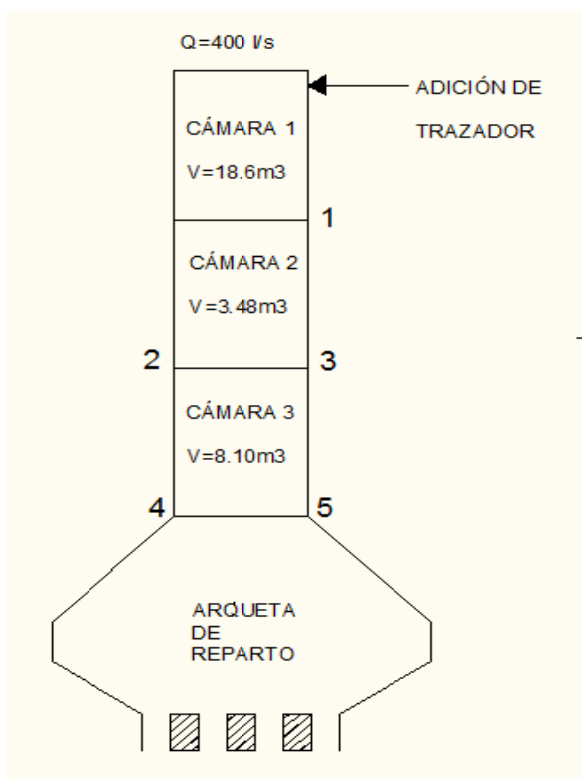 Q=400 l/s
ADICIÓN DE
TRAZADOR
CÁMARA 1
V=18.6m3
1
CÁMARA 2
V=3.48m3
2
3
CÁMARA 3
V=8.10m3
4
5
ARQUETA
DE
REPARTO